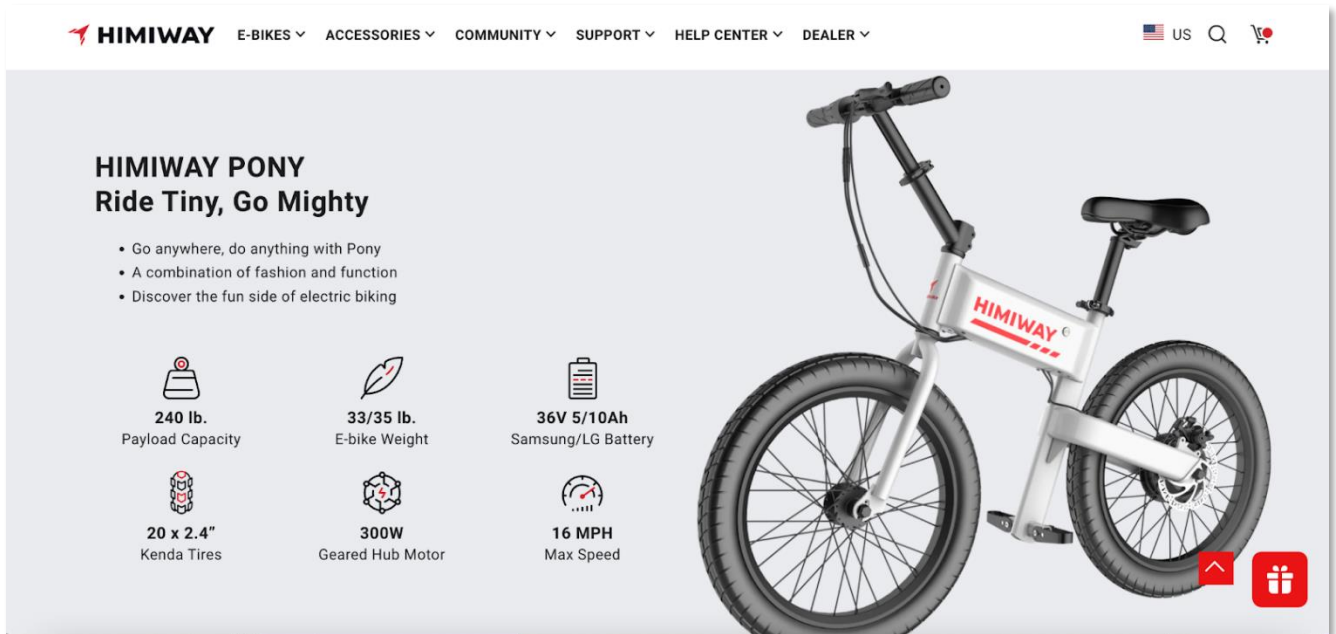 HIMIWAY
E-BIKES
ACCESSORIES
COMMUNITY
SUPPORT
HELP CENTER
DEALER
US
HIMIWAY PONY
Ride Tiny, Go Mighty
• Go anywhere, do anything with Pony
• A combination of fashion and function
• Discover the fun side of electric biking
240 lb.
Payload Capacity
33/35 lb.
E-bike Weight
36V 5/10Ah
Samsung/LG Battery
20 x 2.4”
Kenda Tires
300W
Geared Hub Motor
16 MPH
Max Speed
HIMIWAY